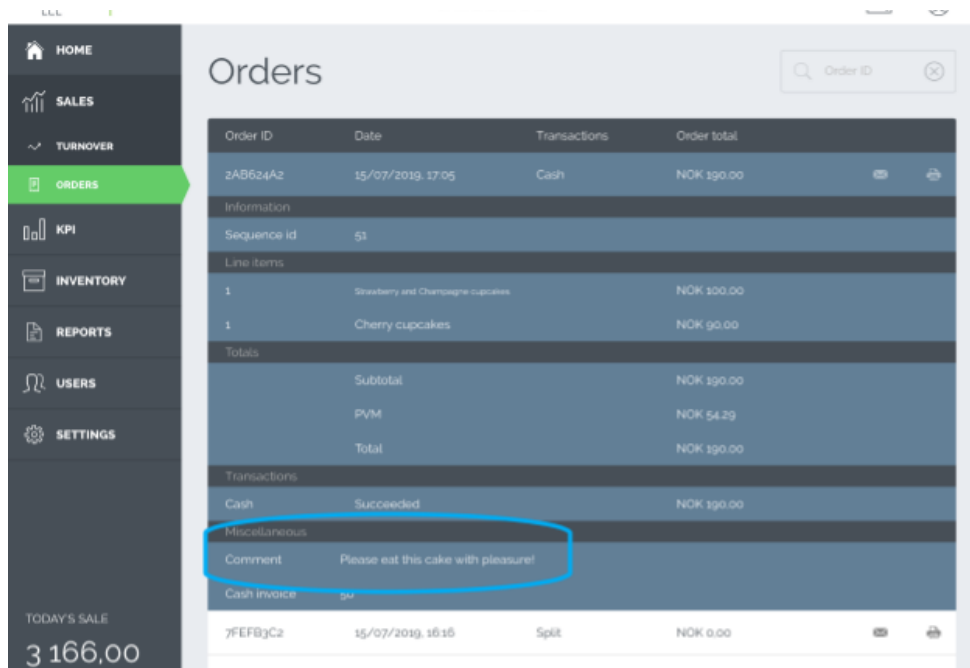 HOME
SALES
TURNOVER
ORDERS
KPI
INVENTORY
REPORTS
USERS
SETTINGS
TODAY'S SALE
3 166,00
Orders
Order ID
Order ID Date Transactions Order total
2AB624A2 15/07/2019, 17:05 Cash NOK 190,00
Information
Sequence id 51
Line items
1 Strawberry and Champagne cupcakes NOK 100,00
1 Cherry cupcakes NOK 90,00
Totals
Subtotal NOK 190,00
PVM NOK 54,29
Total NOK 190,00
Transactions
Cash Succeeded NOK 190,00
Miscellaneous
Comment Please eat this cake with pleasure!
Cash invoice 50
7FEFB3C2 15/07/2019, 16:16 Split NOK 0,00